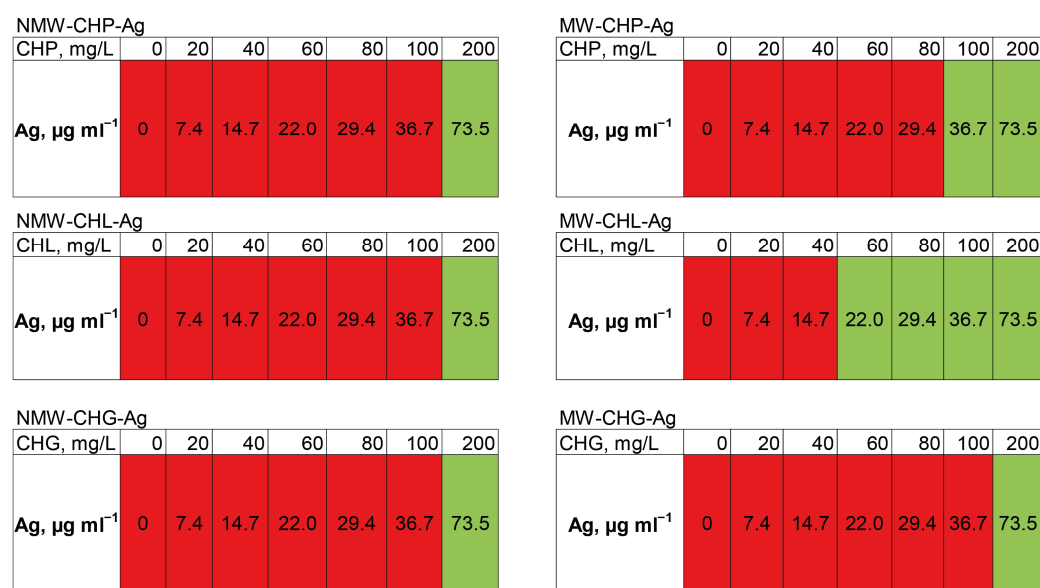 NMW-CHP-Ag
CHP, mg/L 0 20 40 60 80 100 200
Ag, µg ml⁻¹ 0 7.4 14.7 22.0 29.4 36.7 73.5
MW-CHP-Ag
CHP, mg/L 0 20 40 60 80 100 200
Ag, µg ml⁻¹ 0 7.4 14.7 22.0 29.4 36.7 73.5
NMW-CHL-Ag
CHL, mg/L 0 20 40 60 80 100 200
Ag, µg ml⁻¹ 0 7.4 14.7 22.0 29.4 36.7 73.5
MW-CHL-Ag
CHL, mg/L 0 20 40 60 80 100 200
Ag, µg ml⁻¹ 0 7.4 14.7 22.0 29.4 36.7 73.5
NMW-CHG-Ag
CHG, mg/L 0 20 40 60 80 100 200
Ag, µg ml⁻¹ 0 7.4 14.7 22.0 29.4 36.7 73.5
MW-CHG-Ag
CHG, mg/L 0 20 40 60 80 100 200
Ag, µg ml⁻¹ 0 7.4 14.7 22.0 29.4 36.7 73.5